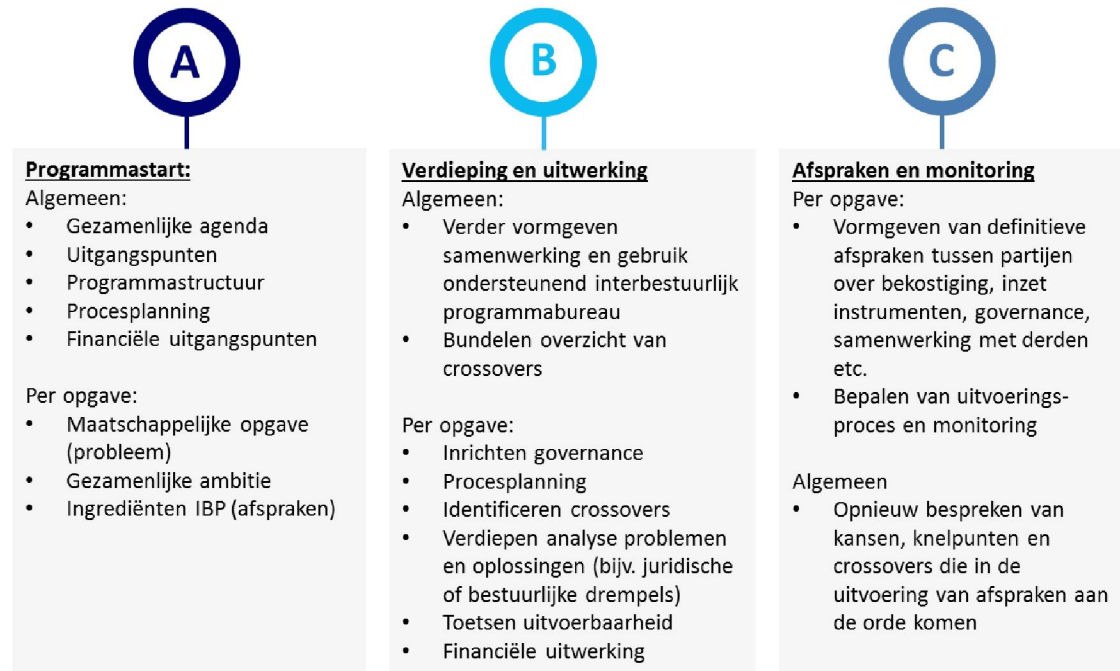 A
Programmastart:
Algemeen:
• Gezamenlijke agenda
• Uitgangspunten
• Programmastructuur
• Procesplanning
• Financiële uitgangspunten
Per opgave:
• Maatschappelijke opgave
(probleem)
• Gezamenlijke ambitie
• Ingrediënten IBP (afspraken)
B
Verdieping en uitwerking
Algemeen:
• Verder vormgeven
samenwerking en gebruik
ondersteunend interbestuurlijk
programmabureau
• Bundelen overzicht van
crossovers
Per opgave:
• Inrichten governance
• Procesplanning
• Identificeren crossovers
• Verdiepen analyse problemen
en oplossingen (bijv. juridische
of bestuurlijke drempels)
• Toetsen uitvoerbaarheid
• Financiële uitwerking
C
Afspraken en monitoring
Per opgave:
• Vormgeven van definitieve
afspraken tussen partijen
over bekostiging, inzet
instrumenten, governance,
samenwerking met derden
etc.
• Bepalen van uitvoerings-
proces en monitoring
Algemeen
• Opnieuw bespreken van
kansen, knelpunten en
crossovers die in de
uitvoering van afspraken aan
de orde komen